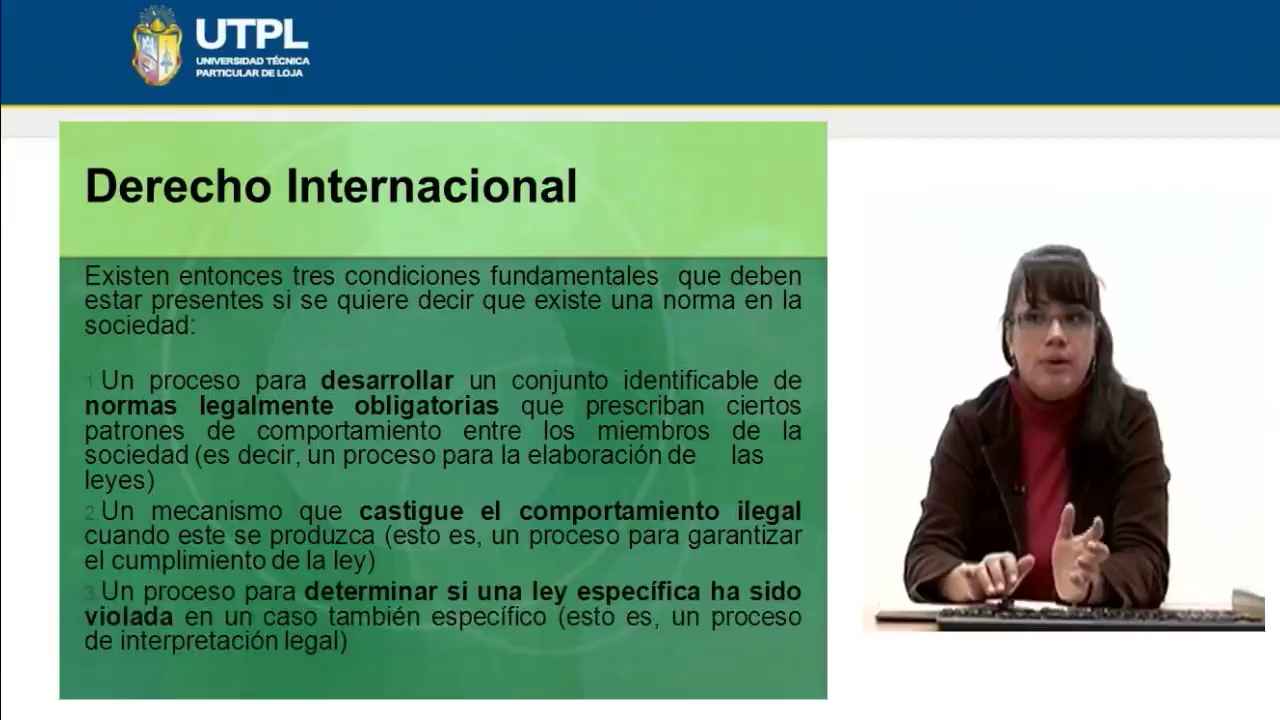 UTPL
UNIVERSIDAD TÉCNICA
PARTICULAR DE LOJA
Derecho Internacional
Existen entonces tres condiciones fundamentales que deben
estar presentes si se quiere decir que existe una norma en la
sociedad:
1.Un proceso para desarrollar un conjunto identificable de
normas legalmente obligatorias que prescriban ciertos
patrones de comportamiento entre los miembros de la
sociedad (es decir, un proceso para la elaboración de las
leyes)
2.Un mecanismo que castigue el comportamiento ilegal
cuando este se produzca (esto es, un proceso para garantizar
el cumplimiento de la ley)
3.Un proceso para determinar si una ley específica ha sido
violada en un caso también específico (esto es, un proceso
de interpretación legal)